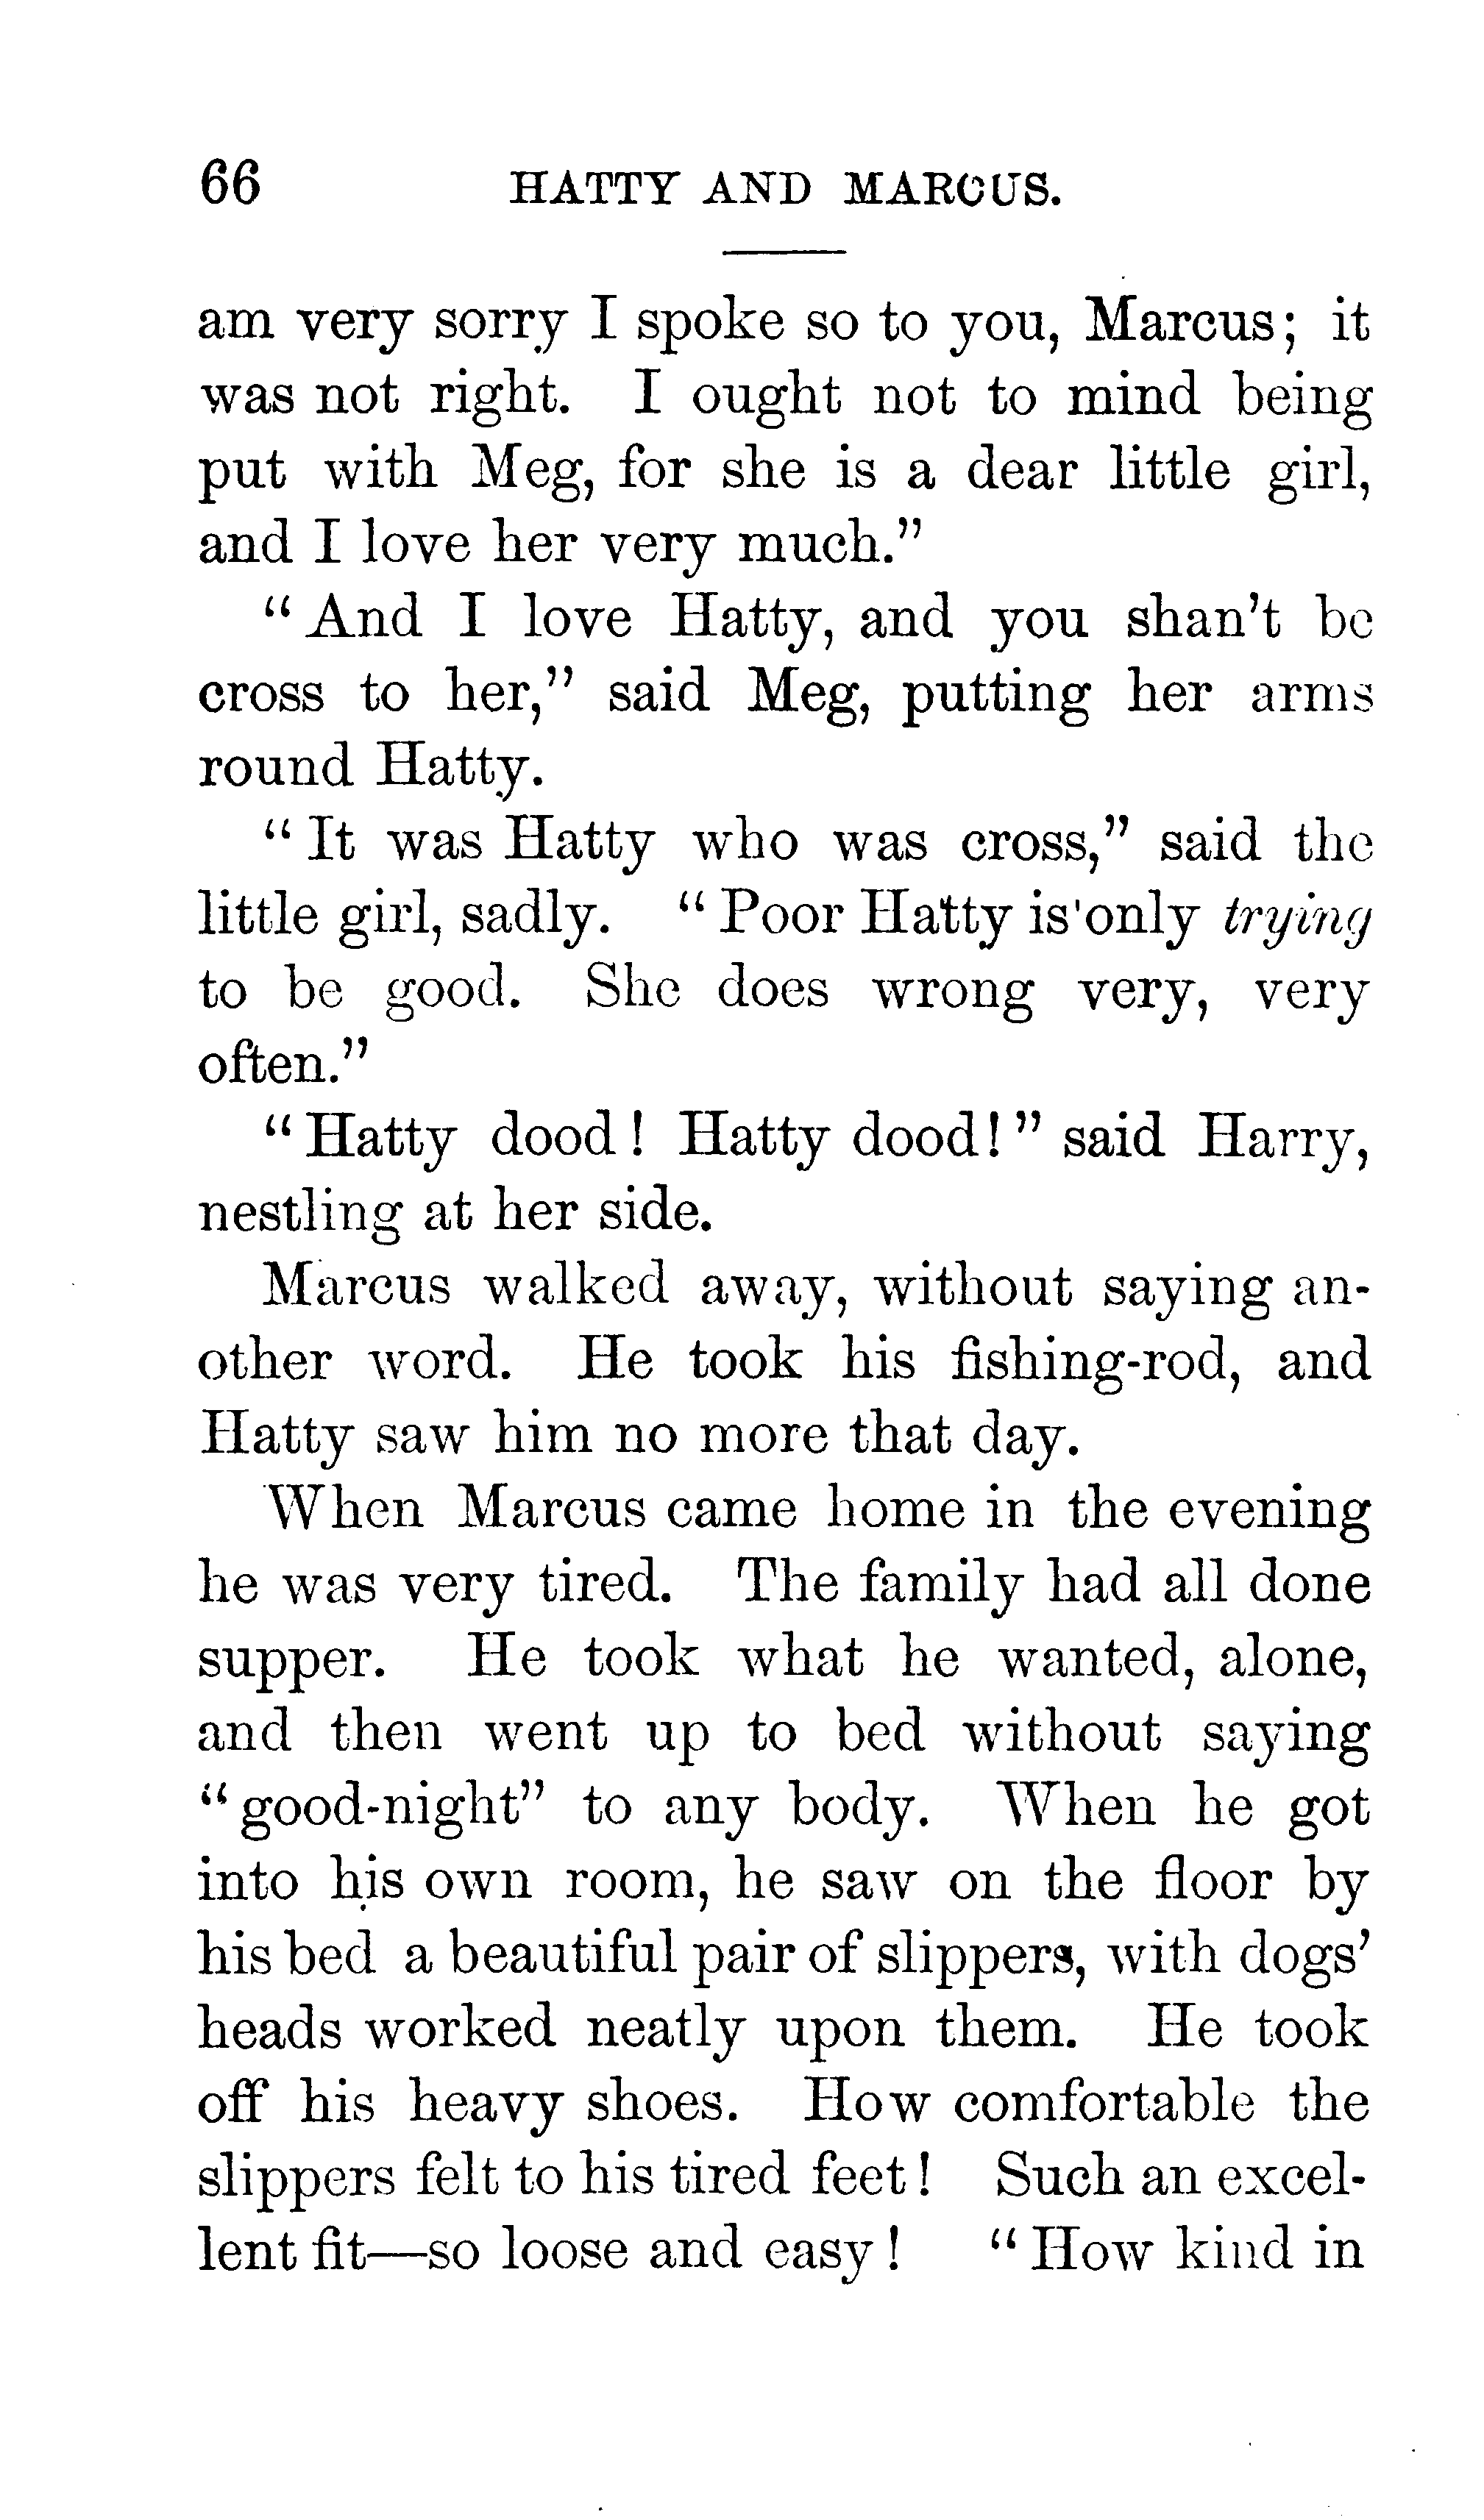 66 HATTY AND MARCUS.
am very sorry I spoke so to you, Marcus; it
was not right. I ought not to mind being
put with Meg, for she is a dear little girl,
and I love her very much."
"And I love Hatty, and you shan't be
cross to her," said Meg, putting her arms
round Hatty.
"It was Hatty who was cross," said the
little girl, sadly. "Poor Hatty is only trying
to be good. She does wrong very, very
often."
"Hatty dood! Hatty dood!" said Harry,
nestling at her side.
Marcus walked away, without saying an-
other word. He took his fishing-rod, and
Hatty saw him no more that day.
When Marcus came home in the evening
he was very tired. The family had all done
supper. He took what he wanted, alone,
and then went up to bed without saying
"good-night" to any body. When he got
into his own room, he saw on the floor by
his bed a beautiful pair of slippers, with dogs'
heads worked neatly upon them. He took
off his heavy shoes. How comfortable the
slippers felt to his tired feet! Such an excel-
lent fit—so loose and easy! "How kind in